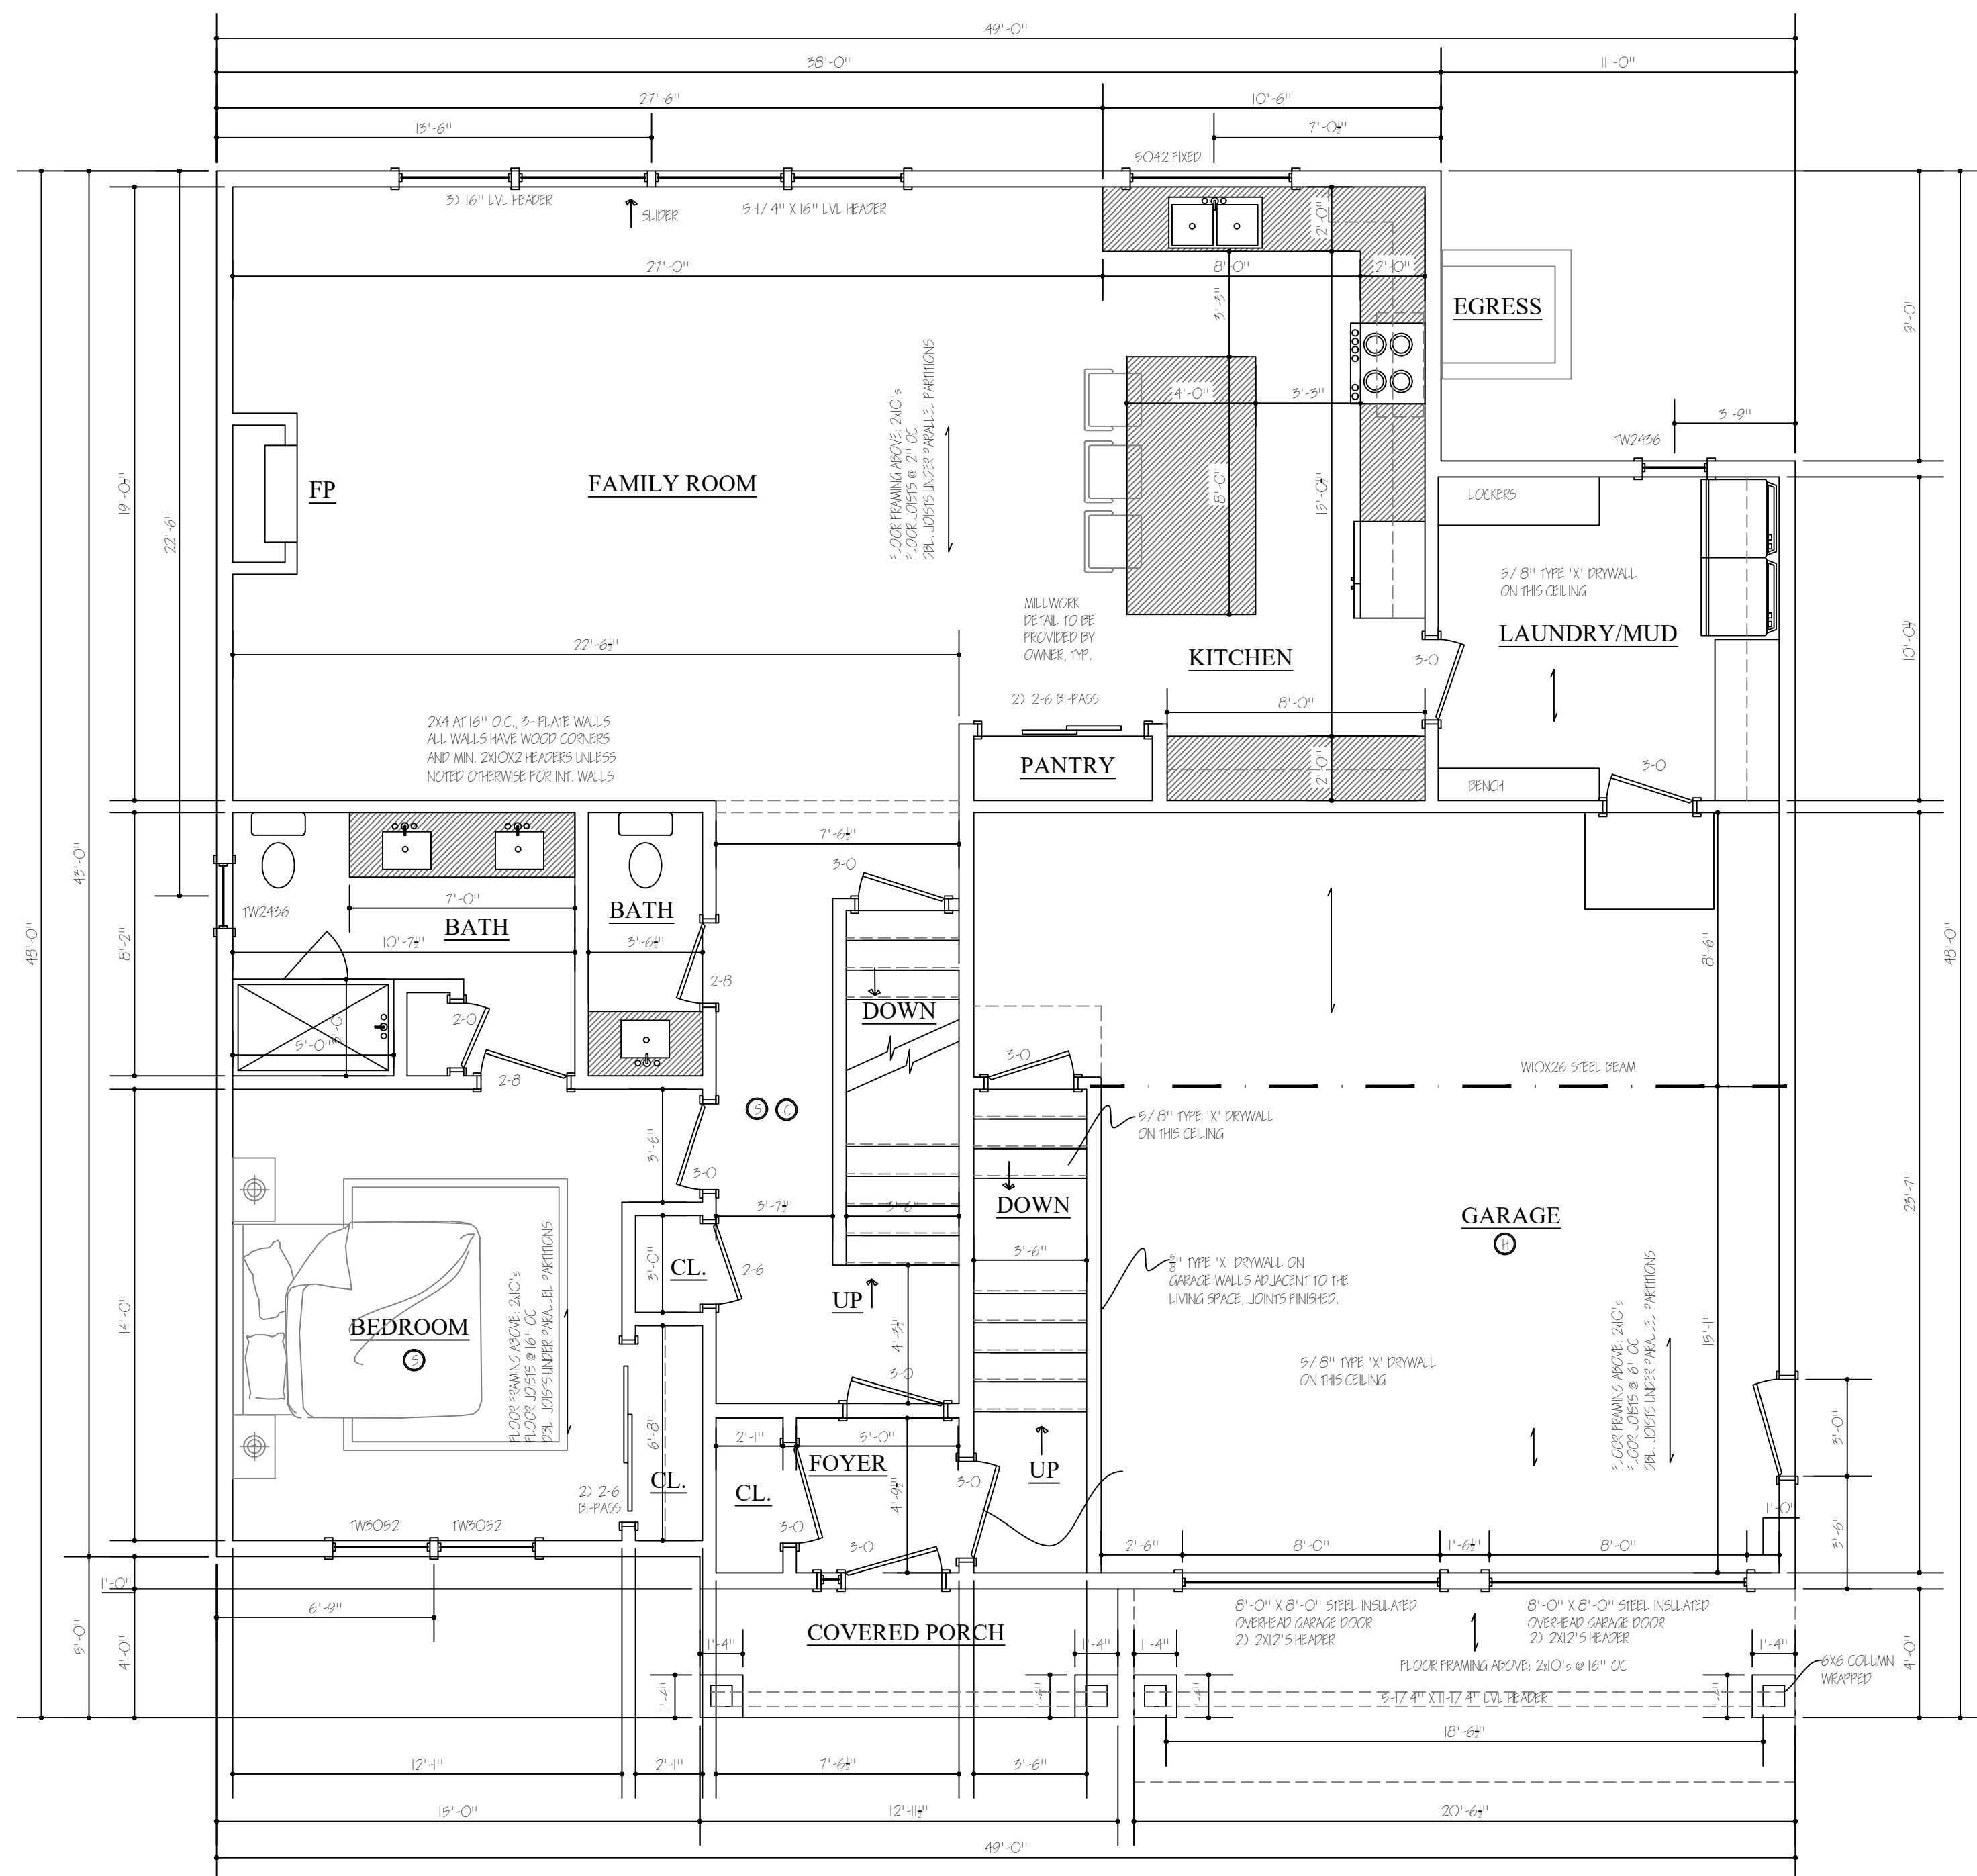 49'-0"
38'-0"
11'-0"
27'-6"
10'-6"
13'-6"
7'-0½"
5042 FIXED
3) 16" LVL HEADER
SLIDER
5-1/4" X 16" LVL HEADER
2'-0"
27'-0"
8'-0"
2'-0"
3'-3"
EGRESS
9'-0"
3'-9"
TW2436
4'-0"
3'-3"
FLOOR FRAMING ABOVE: 2x10's
FLOOR JOISTS @ 12" OC
DBL. JOISTS UNDER PARALLEL PARTITIONS
FAMILY ROOM
FP
8'-0"
15'-0½"
LOCKERS
19'-0½"
22'-6"
5/8" TYPE 'X' DRYWALL
ON THIS CEILING
MILLWORK
DETAIL TO BE
PROVIDED BY
OWNER, TYP.
LAUNDRY/MUD
10'-0½"
22'-6½"
KITCHEN
3-0
2) 2-6 BI-PASS
8'-0"
2X4 AT 16" O.C., 3- PLATE WALLS
ALL WALLS HAVE WOOD CORNERS
AND MIN. 2X10X2 HEADERS UNLESS
NOTED OTHERWISE FOR INT. WALLS
PANTRY
2'-0"
BENCH
3-0
7'-6½"
3-0
43'-0"
48'-0"
8'-2"
TW2436
7'-0"
BATH
BATH
10'-7½"
3'-6½"
2-8
8'-6"
48'-0"
DOWN
2-0
5'-0"
2-8
3-0
W10X26 STEEL BEAM
S
C
5/8" TYPE 'X' DRYWALL
ON THIS CEILING
3'-6"
3-0
3'-7½"
3'-6"
DOWN
GARAGE
H
23'-7"
3'-6"
5/8" TYPE 'X' DRYWALL ON
GARAGE WALLS ADJACENT TO THE
LIVING SPACE, JOINTS FINISHED.
CL.
3'-0"
2-6
UP
14'-0"
BEDROOM
S
FLOOR FRAMING ABOVE: 2x10's
FLOOR JOISTS @ 16" OC
DBL. JOISTS UNDER PARALLEL PARTITIONS
4'-3½"
3-0
5/8" TYPE 'X' DRYWALL
ON THIS CEILING
15'-1"
FLOOR FRAMING ABOVE: 2x10's
FLOOR JOISTS @ 16" OC
DBL. JOISTS UNDER PARALLEL PARTITIONS
3'-0"
6'-8"
2'-1"
5'-0"
FOYER
CL.
CL.
3-0
UP
2) 2-6
BI-PASS
4'-9½"
3-0
1'-0"
3'-6"
TW3052
TW3052
3-0
2'-6"
8'-0"
1'-6½"
8'-0"
1'-0"
6'-9"
8'-0" X 8'-0" STEEL INSULATED
OVERHEAD GARAGE DOOR
2) 2X12'S HEADER
8'-0" X 8'-0" STEEL INSULATED
OVERHEAD GARAGE DOOR
2) 2X12'S HEADER
COVERED PORCH
5'-0"
4'-0"
1'-4"
1'-4"
1'-4"
1'-4"
4'-0"
FLOOR FRAMING ABOVE: 2x10's @ 16" OC
6X6 COLUMN
WRAPPED
1'-4"
1'-4"
1'-4"
5-1/4" X 11-1/4" LVL HEADER
1'-4"
18'-6½"
12'-1"
2'-1"
7'-6½"
3'-6"
15'-0"
12'-11½"
20'-6½"
49'-0"